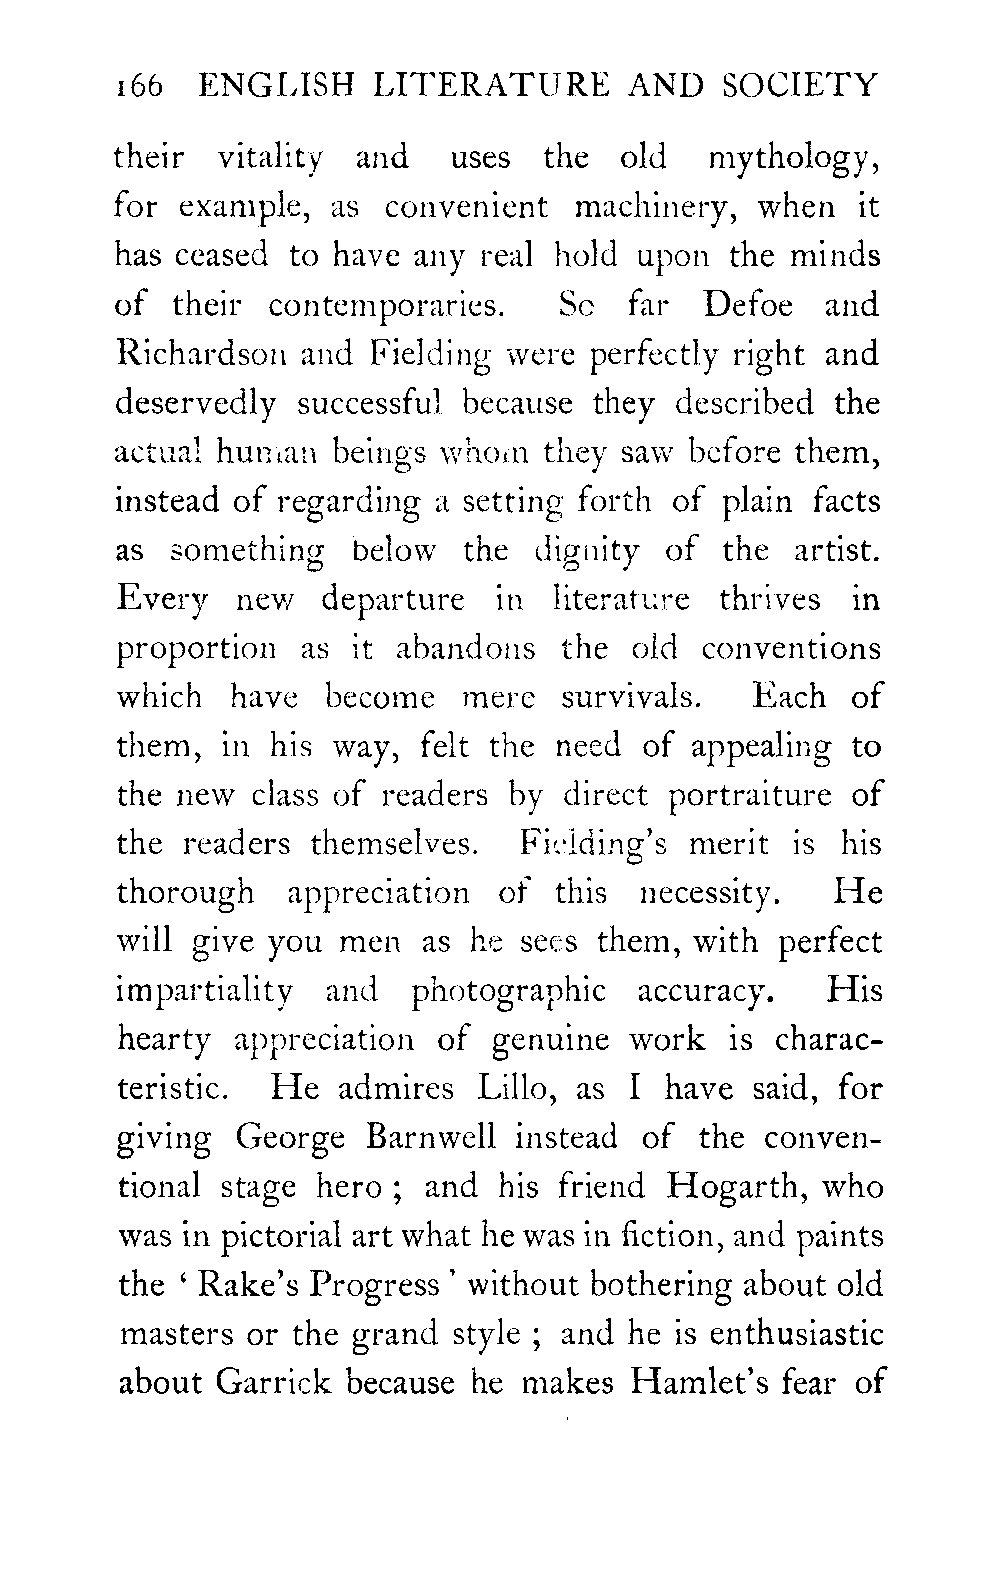 166 ENGLISH LITERATURE AND SOCIETY
their vitality and uses the old mythology,
for example, as convenient machinery, when it
has ceased to have any real hold upon the minds
of their contemporaries. So far Defoe and
Richardson and Fielding were perfectly right and
deservedly successful because they described the
actual human beings whom they saw before them,
instead of regarding a setting forth of plain facts
as something below the dignity of the artist.
Every new departure in literature thrives in
proportion as it abandons the old conventions
which have become mere survivals. Each of
them, in his way, felt the need of appealing to
the new class of readers by direct portraiture of
the readers themselves. Fielding's merit is his
thorough appreciation of this necessity. He
will give you men as he sees them, with perfect
impartiality and photographic accuracy. His
hearty appreciation of genuine work is charac-
teristic. He admires Lillo, as I have said, for
giving George Barnwell instead of the conven-
tional stage hero ; and his friend Hogarth, who
was in pictorial art what he was in fiction, and paints
the ‘ Rake's Progress ’ without bothering about old
masters or the grand style ; and he is enthusiastic
about Garrick because he makes Hamlet's fear of